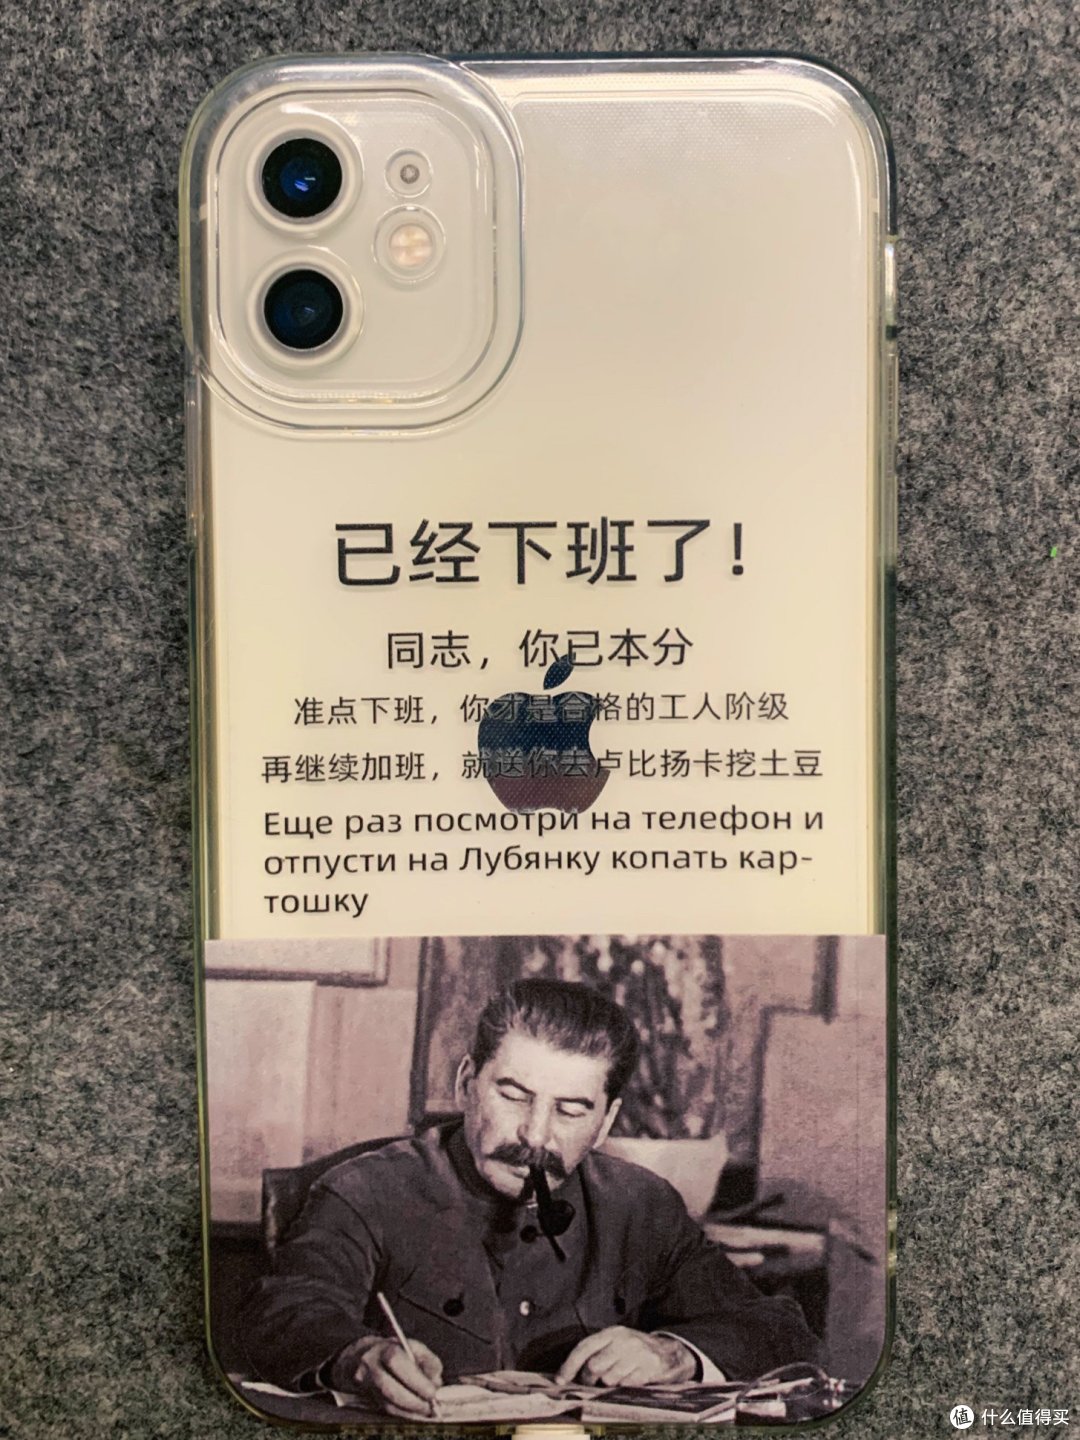 已经下班了!
同志，你已本分
准点下班，你才是合格的工人阶级
再继续加班，就送你去卢比扬卡挖土豆
Еще раз посмотри на телефон и
отпусти на Лубянку копать кар-
тошку
值 什么值得买